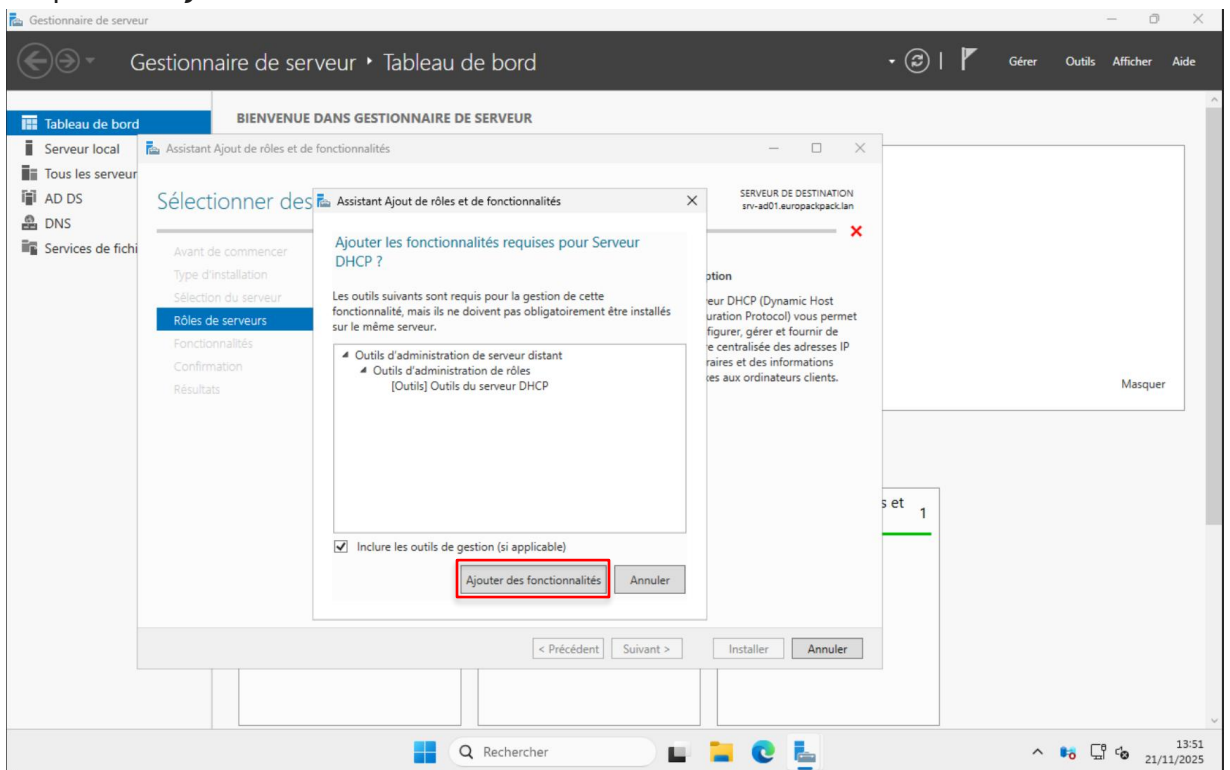 Gestionnaire de serveur
Gestionnaire de serveur ‣ Tableau de bord
Gérer Outils Afficher Aide
Tableau de bord
Serveur local
Tous les serveur
AD DS
DNS
Services de fichi
BIENVENUE DANS GESTIONNAIRE DE SERVEUR
Assistant Ajout de rôles et de fonctionnalités
Sélectionner des
SERVEUR DE DESTINATION
srv-ad01.europackpack.lan
Avant de commencer
Type d'installation
Sélection du serveur
Rôles de serveurs
Fonctionnalités
Confirmation
Résultats
Assistant Ajout de rôles et de fonctionnalités
Ajouter les fonctionnalités requises pour Serveur
DHCP ?
Les outils suivants sont requis pour la gestion de cette
fonctionnalité, mais ils ne doivent pas obligatoirement être installés
sur le même serveur.
Outils d'administration de serveur distant
Outils d'administration de rôles
[Outils] Outils du serveur DHCP
Inclure les outils de gestion (si applicable)
Ajouter des fonctionnalités Annuler
ption
eur DHCP (Dynamic Host
uration Protocol) vous permet
figurer, gérer et fournir de
e centralisée des adresses IP
raires et des informations
es aux ordinateurs clients.
Masquer
s et 1
< Précédent Suivant > Installer Annuler
Rechercher
13:51
21/11/2025